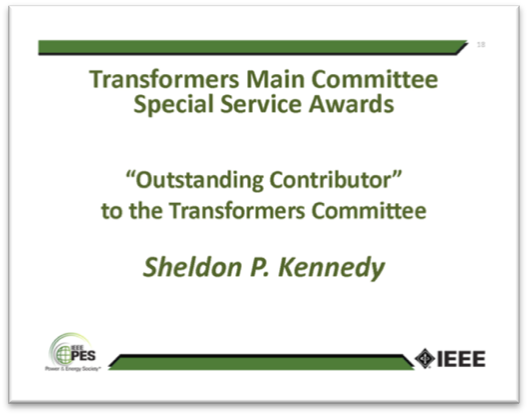 18
Transformers Main Committee
Special Service Awards
“Outstanding Contributor”
to the Transformers Committee
Sheldon P. Kennedy
IEEE
PES
Power & Energy Society™
IEEE